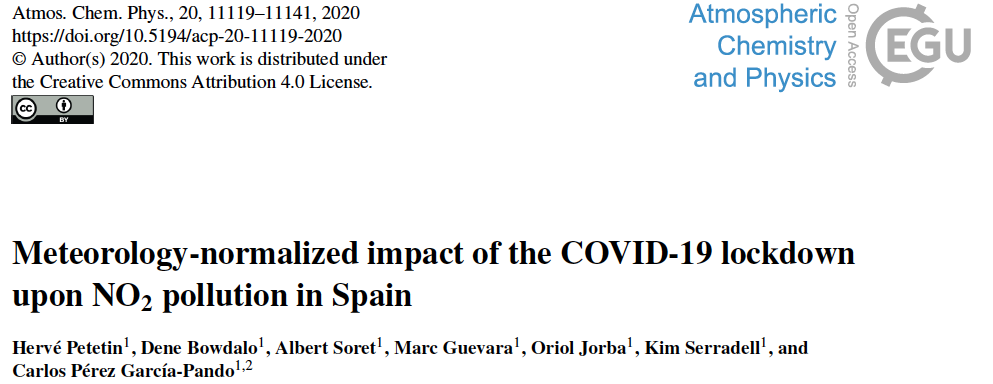 Atmos. Chem. Phys., 20, 11119–11141, 2020
https://doi.org/10.5194/acp-20-11119-2020
© Author(s) 2020. This work is distributed under
the Creative Commons Attribution 4.0 License.
cc BY
Atmospheric
Chemistry
and Physics
Open Access
EGU
Meteorology-normalized impact of the COVID-19 lockdown
upon NO₂ pollution in Spain
Hervé Petetin¹, Dene Bowdalo¹, Albert Soret¹, Marc Guevara¹, Oriol Jorba¹, Kim Serradell¹, and
Carlos Pérez García-Pando¹,²